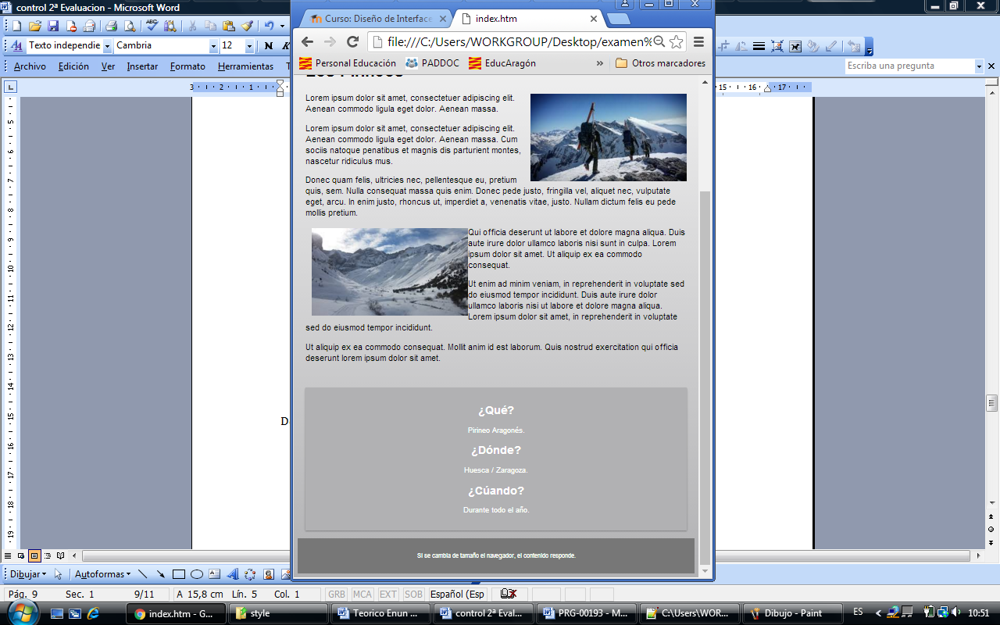 control 2ª Evaluacion - Microsoft Word
Texto independie
Cambria
12
N
K
Archivo Edición Ver Insertar Formato Herramientas
Escriba una pregunta
Curso: Diseño de Interface
index.htm
file:///C:/Users/WORKGROUP/Desktop/examen%
Personal Educación PADDOC EducAragón » Otros marcadores
3 2 1
15 16 17
Los Pirineos
Lorem ipsum dolor sit amet, consectetuer adipiscing elit.
Aenean commodo ligula eget dolor. Aenean massa.
Lorem ipsum dolor sit amet, consectetuer adipiscing elit.
Aenean commodo ligula eget dolor. Aenean massa. Cum
sociis natoque penatibus et magnis dis parturient montes,
nascetur ridiculus mus.
Donec quam felis, ultricies nec, pellentesque eu, pretium
quis, sem. Nulla consequat massa quis enim. Donec pede justo, fringilla vel, aliquet nec, vulputate
eget, arcu. In enim justo, rhoncus ut, imperdiet a, venenatis vitae, justo. Nullam dictum felis eu pede
mollis pretium.
Qui officia deserunt ut labore et dolore magna aliqua. Duis
aute irure dolor ullamco laboris nisi sunt in culpa. Lorem
ipsum dolor sit amet. Ut aliquip ex ea commodo
consequat.
Ut enim ad minim veniam, in reprehenderit in voluptate sed
do eiusmod tempor incididunt. Duis aute irure dolor
ullamco laboris nisi ut labore et dolore magna aliqua.
Lorem ipsum dolor sit amet, in reprehenderit in voluptate
sed do eiusmod tempor incididunt.
Ut aliquip ex ea commodo consequat. Mollit anim id est laborum. Quis nostrud exercitation qui officia
deserunt lorem ipsum dolor sit amet.
¿Qué?
Pirineo Aragonés.
¿Dónde?
Huesca / Zaragoza.
¿Cúando?
Durante todo el año.
Si se cambia de tamaño el navegador, el contenido responde.
D
Dibujar Autoformas
Pág. 9 Sec. 1 9/11 A 15,8 cm Lín. 5 Col. 1 GRB MCA EXT SOB Español (Esp
index.htm - G...
style
Teorico Enun ...
control 2ª Eval...
PRG-00193 - M...
C:\Users\WOR...
Dibujo - Paint
ES
10:51